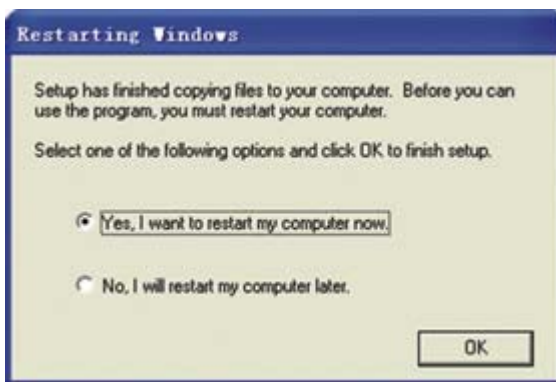 Restarting Windows
Setup has finished copying files to your computer. Before you can
use the program, you must restart your computer.
Select one of the following options and click OK to finish setup.
Yes, I want to restart my computer now.
No, I will restart my computer later.
OK